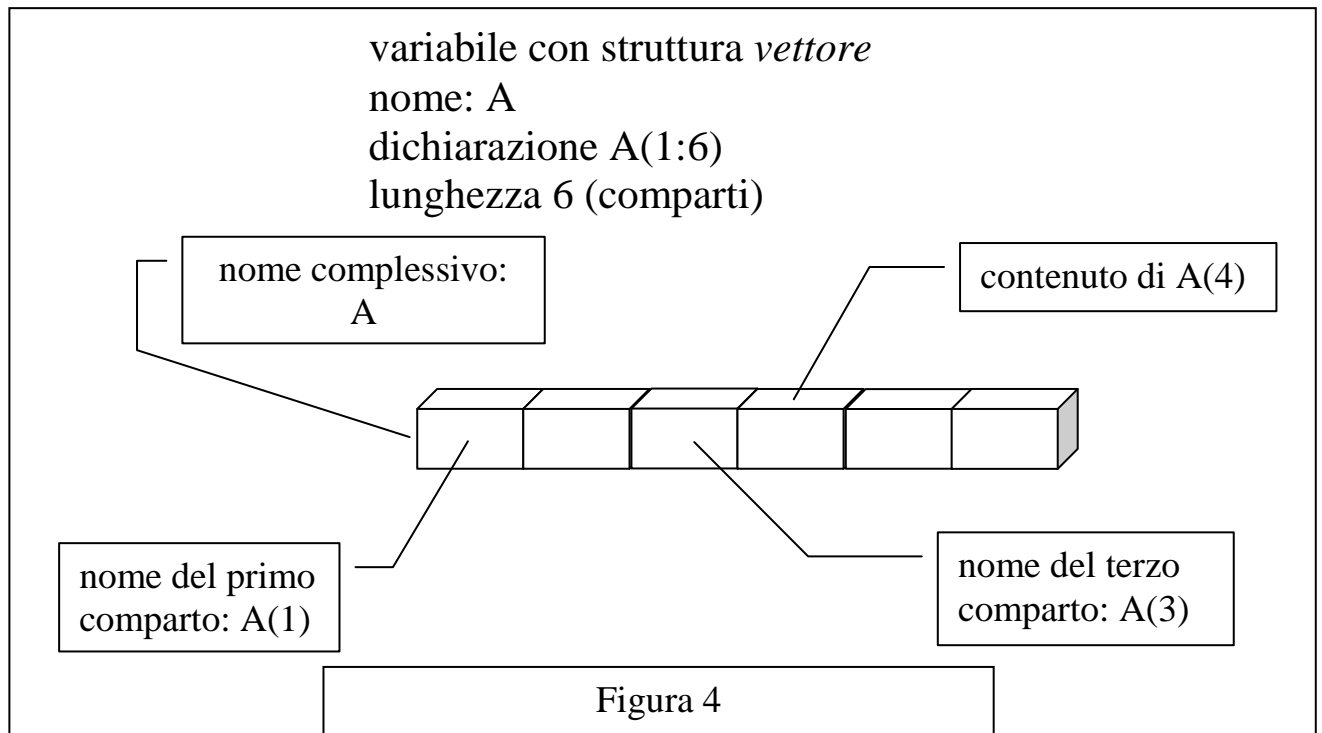 variabile con struttura vettore
nome: A
dichiarazione A(1:6)
lunghezza 6 (comparti)
nome complessivo:
A
contenuto di A(4)
nome del primo
comparto: A(1)
nome del terzo
comparto: A(3)
Figura 4